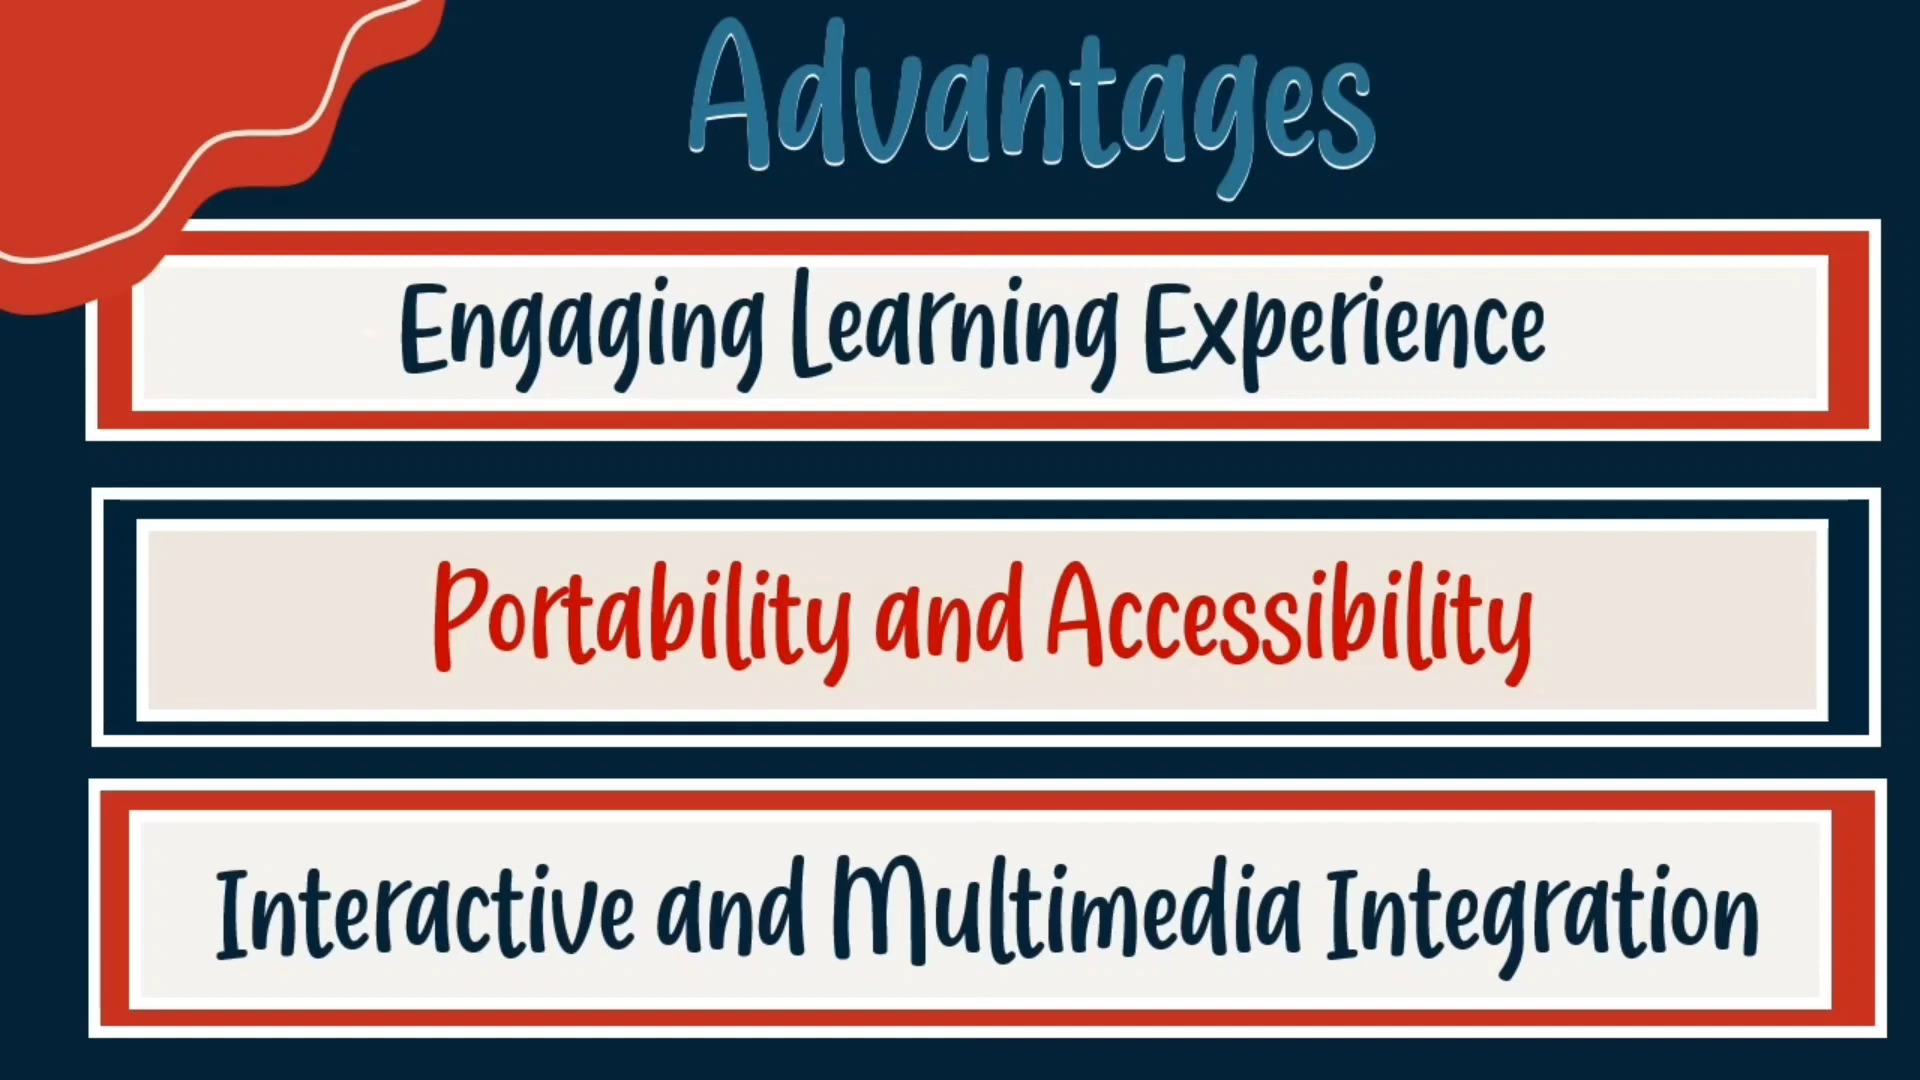 Advantages
Engaging Learning Experience
Portability and Accessibility
Interactive and Multimedia Integration